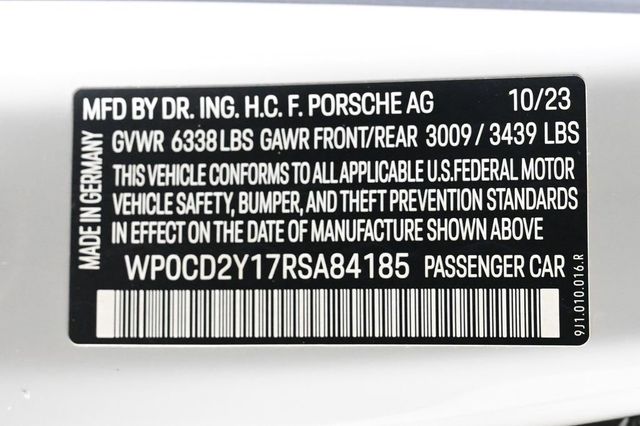 MFD BY DR. ING. H.C. F. PORSCHE AG 10/23
GVWR 6338 LBS GAWR FRONT/REAR 3009 / 3439 LBS
THIS VEHICLE CONFORMS TO ALL APPLICABLE U.S.FEDERAL MOTOR
VEHICLE SAFETY, BUMPER, AND THEFT PREVENTION STANDARDS
IN EFFECT ON THE DATE OF MANUFACTURE SHOWN ABOVE
WP0CD2Y17RSA84185 PASSENGER CAR
MADE IN GERMANY
9J1.010.016.R